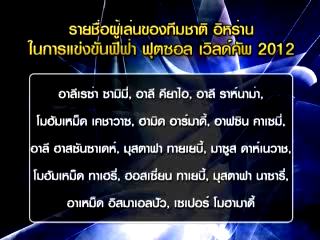 รายชื่อผู้เล่นของทีมชาติ อิหร่าน
ในการแข่งขันฟีฟ่า ฟุตซอล เวิลด์คัพ 2012
อาลีเรซ่า ซามิมี่, อาลี คียาไอ, อาลี ราห์นาม่า,
โมฮัมเหม็ด เคชาวาซ, ฮามิด อาร์มาดี้, อาฟชิน คาเซมี่,
อาลี ฮาสซันซาเดห์, มุสตาฟา ทายเยบี้, มาซูส ดาห์เนวาซ,
โมฮัมเหม็ด ทาเฮรี่, ฮอสเซี่ยน ทาเยบี้, มุสตาฟา นาซารี่,
อาเหม็ด อิสมาเอลปัว, เซเปอร์ โมฮามาดี้